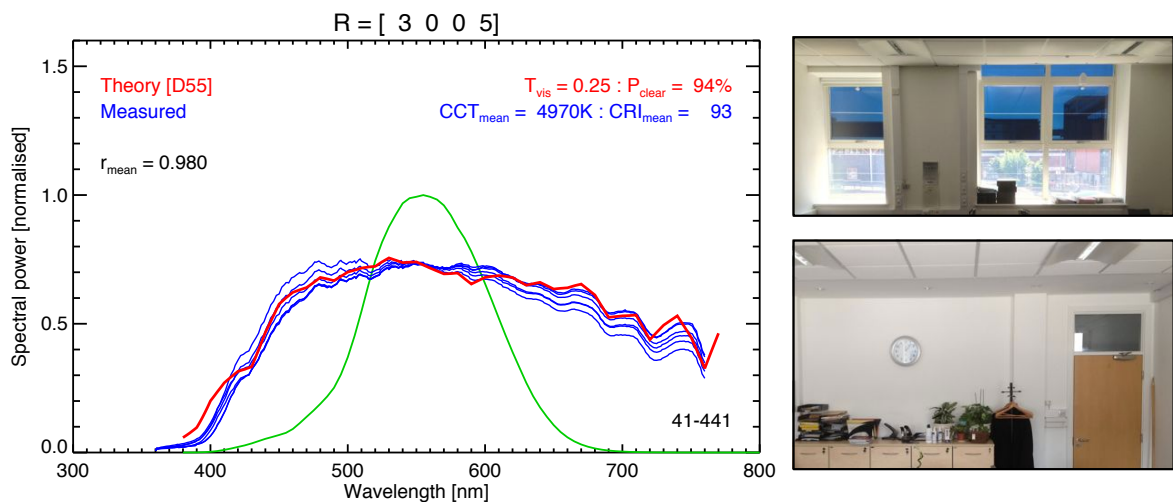 R = [ 3 0 0 5]
Theory [D55]
Measured
T_vis = 0.25 : P_clear = 94%
CCT_mean = 4970K : CRI_mean = 93
r_mean = 0.980
41-441
Spectral power [normalised]
1.5
1.0
0.5
0.0
300 400 500 600 700 800
Wavelength [nm]